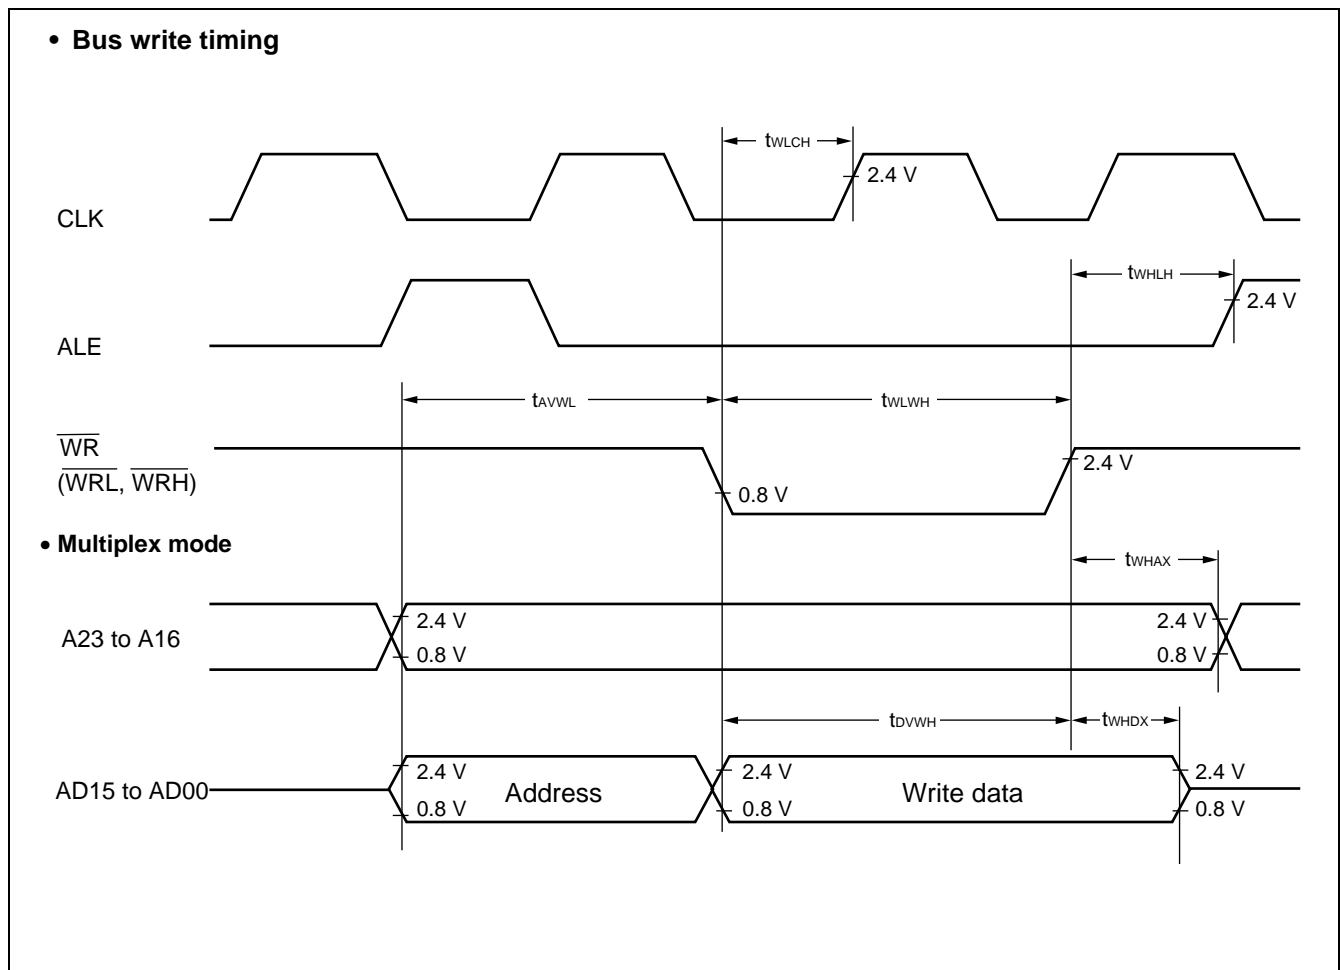 • Bus write timing
tWLCH
2.4 V
CLK
tWHLH
2.4 V
ALE
tAVWL
tWLWH
WR
(WRL, WRH)
2.4 V
0.8 V
• Multiplex mode
tWHAX
A23 to A16
2.4 V
0.8 V
2.4 V
0.8 V
tDVWH
tWHDX
AD15 to AD00
2.4 V
0.8 V
Address
2.4 V
0.8 V
Write data
2.4 V
0.8 V